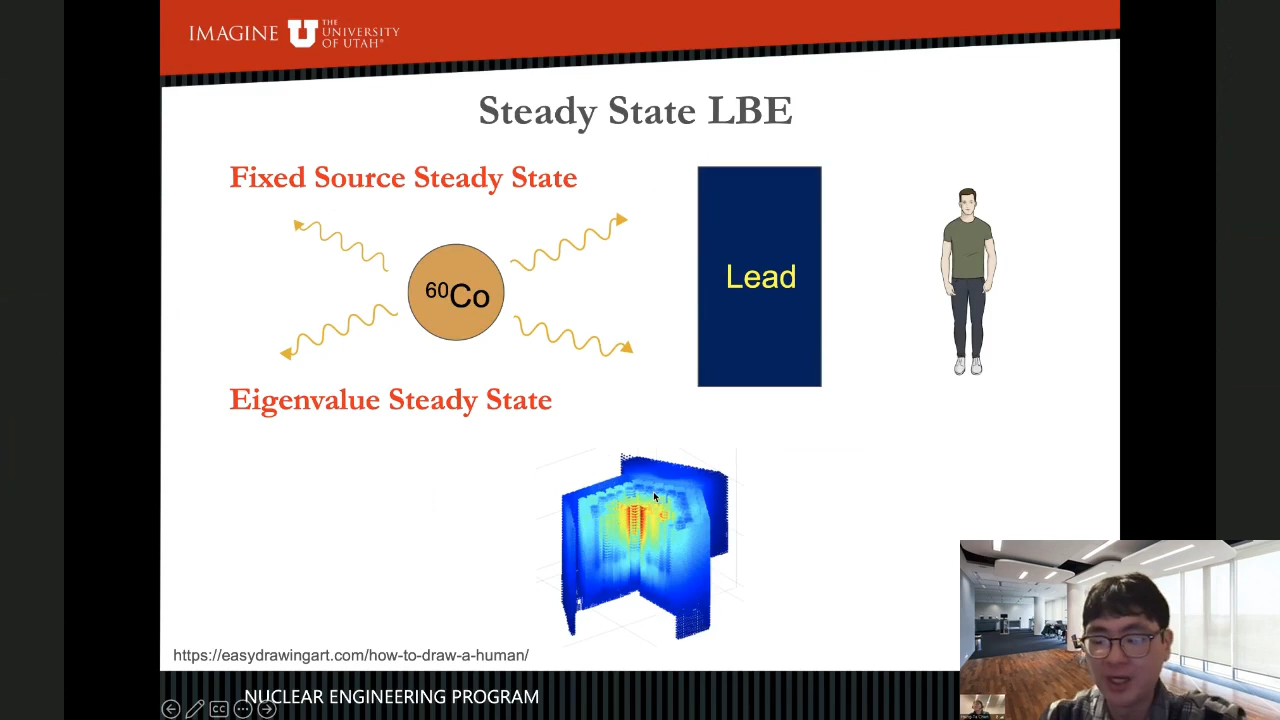 IMAGINE
THE
UNIVERSITY
OF UTAH®
Steady State LBE
Fixed Source Steady State
60Co
Lead
Eigenvalue Steady State
https://easydrawingart.com/how-to-draw-a-human/
NUCLEAR ENGINEERING PROGRAM
CC